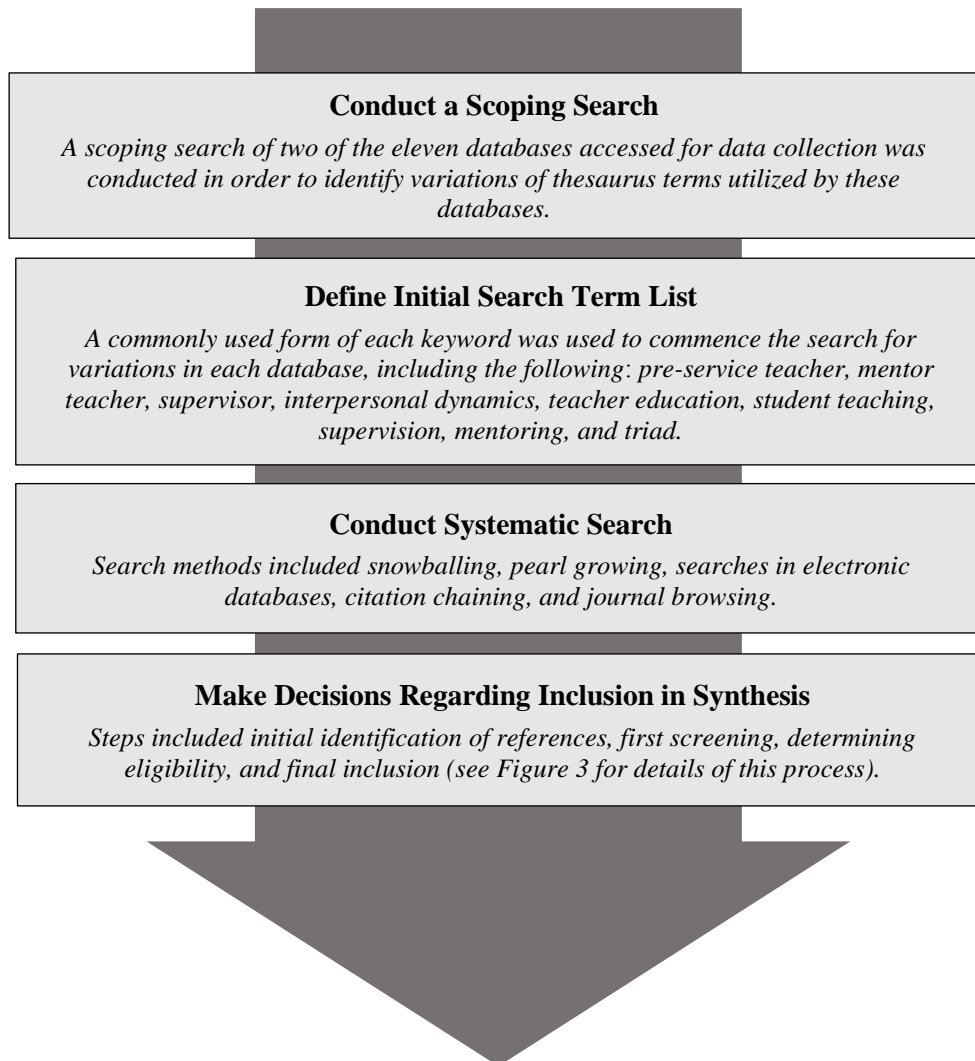 Conduct a Scoping Search
A scoping search of two of the eleven databases accessed for data collection was
conducted in order to identify variations of thesaurus terms utilized by these
databases.
Define Initial Search Term List
A commonly used form of each keyword was used to commence the search for
variations in each database, including the following: pre-service teacher, mentor
teacher, supervisor, interpersonal dynamics, teacher education, student teaching,
supervision, mentoring, and triad.
Conduct Systematic Search
Search methods included snowballing, pearl growing, searches in electronic
databases, citation chaining, and journal browsing.
Make Decisions Regarding Inclusion in Synthesis
Steps included initial identification of references, first screening, determining
eligibility, and final inclusion (see Figure 3 for details of this process).